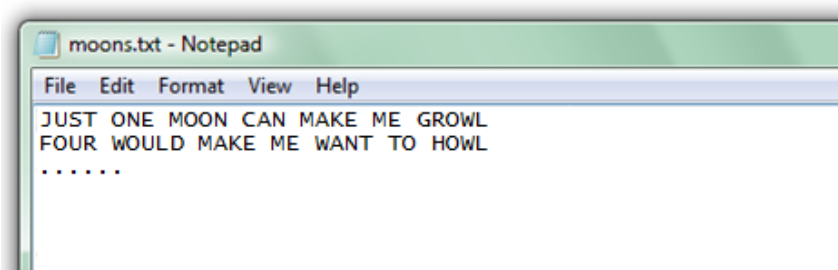 moons.txt - Notepad
File Edit Format View Help
JUST ONE MOON CAN MAKE ME GROWL
FOUR WOULD MAKE ME WANT TO HOWL
......